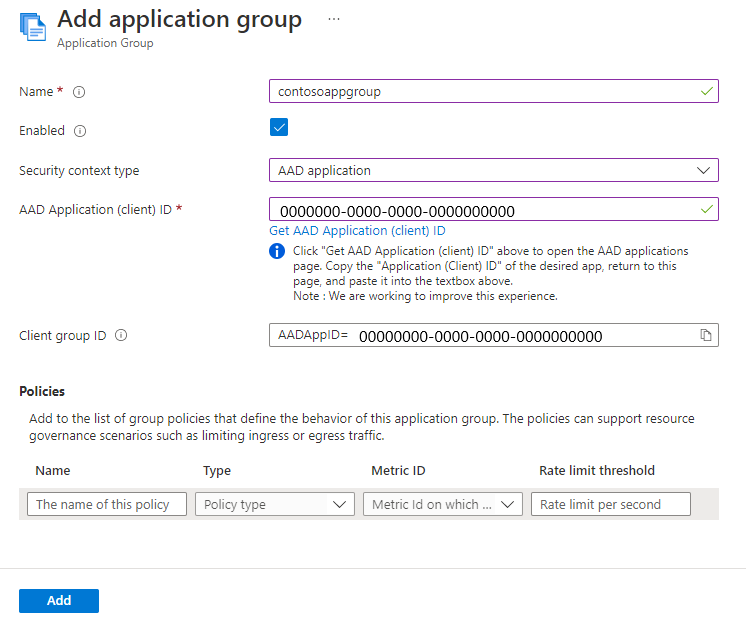 Add application group ...
Application Group
Name *
contosoappgroup
Enabled
Security context type
AAD application
AAD Application (client) ID *
0000000-0000-0000-0000000000
Get AAD Application (client) ID
Click "Get AAD Application (client) ID" above to open the AAD applications
page. Copy the "Application (Client) ID" of the desired app, return to this
page, and paste it into the textbox above.
Note : We are working to improve this experience.
Client group ID
AADAppID= 00000000-0000-0000-0000000000
Policies
Add to the list of group policies that define the behavior of this application group. The policies can support resource
governance scenarios such as limiting ingress or egress traffic.
Name Type Metric ID Rate limit threshold
The name of this policy Policy type Metric Id on which ... Rate limit per second
Add